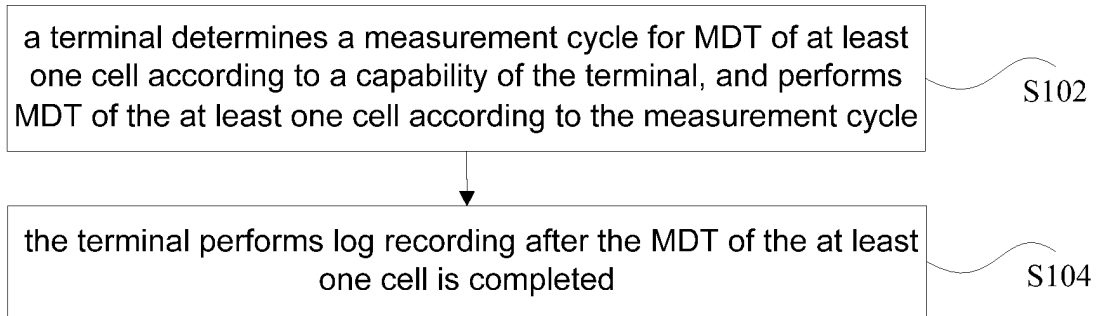 a terminal determines a measurement cycle for MDT of at least
one cell according to a capability of the terminal, and performs
MDT of the at least one cell according to the measurement cycle
S102
the terminal performs log recording after the MDT of the at least
one cell is completed
S104